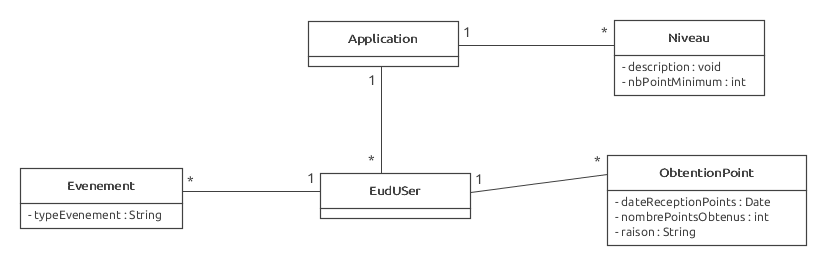 Application
1
*
Niveau
- description : void
- nbPointMinimum : int
1
*
Evenement
- typeEvenement : String
*
1
EudUSer
1
*
ObtentionPoint
- dateReceptionPoints : Date
- nombrePointsObtenus : int
- raison : String